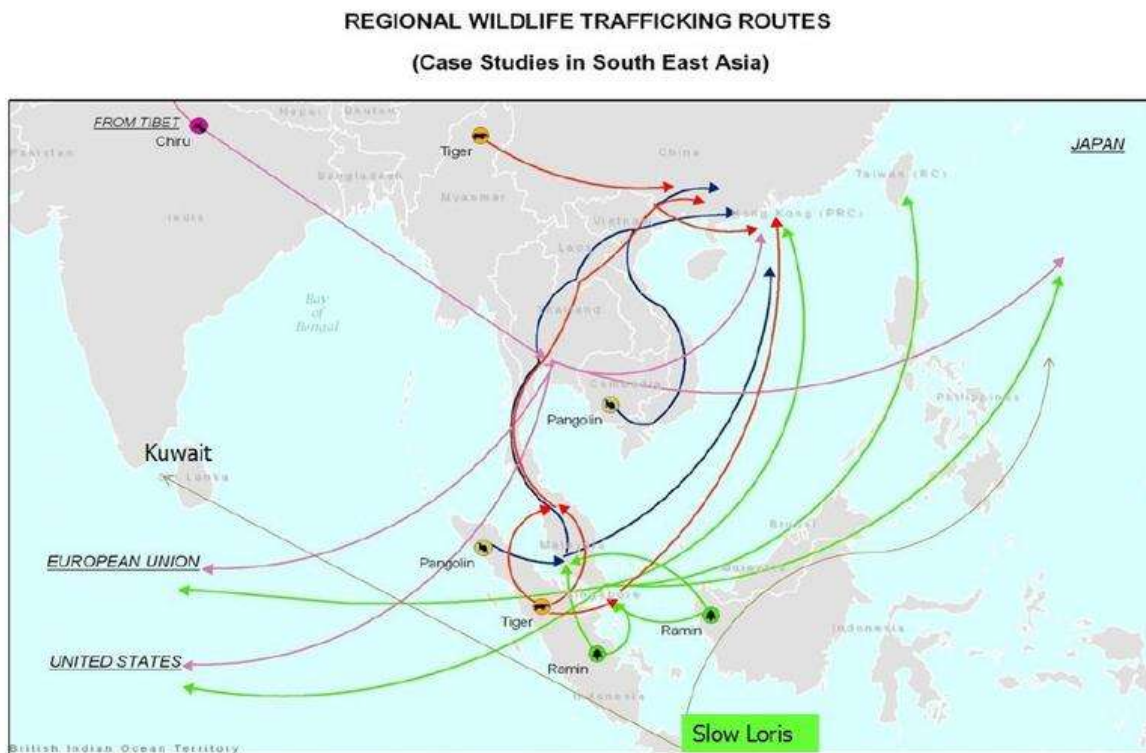 REGIONAL WILDLIFE TRAFFICKING ROUTES
(Case Studies in South East Asia)
Nepal
Bhutan
FROM TIBET
Chiru
Tiger
China
JAPAN
Pakistan
Taiwan (RC)
Bangladesh
Myanmar
India
Vietnam
Hong Kong (PRC)
Laos
Bay
of
Bengal
Thailand
Cambodia
Philippines
Pangolin
Kuwait
Lanka
Brunei
EUROPEAN UNION
Pangolin
Malaysia
Malaysia
Singapore
Tiger
Ramin
Indonesia
UNITED STATES
Ramin
Indonesia
Slow Loris
British Indian Ocean Territory